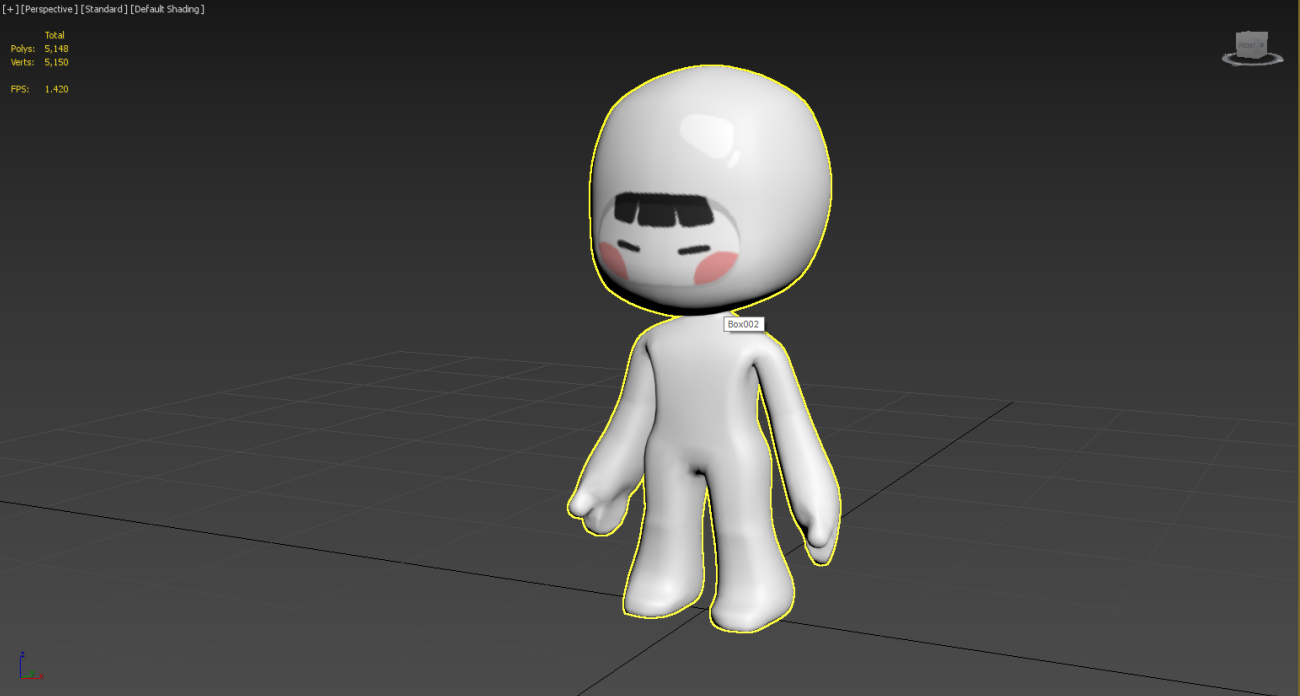 [+] [Perspective] [Standard] [Default Shading]
Total
Polys: 5,148
Verts: 5,150
FPS: 1.420
Box002
z